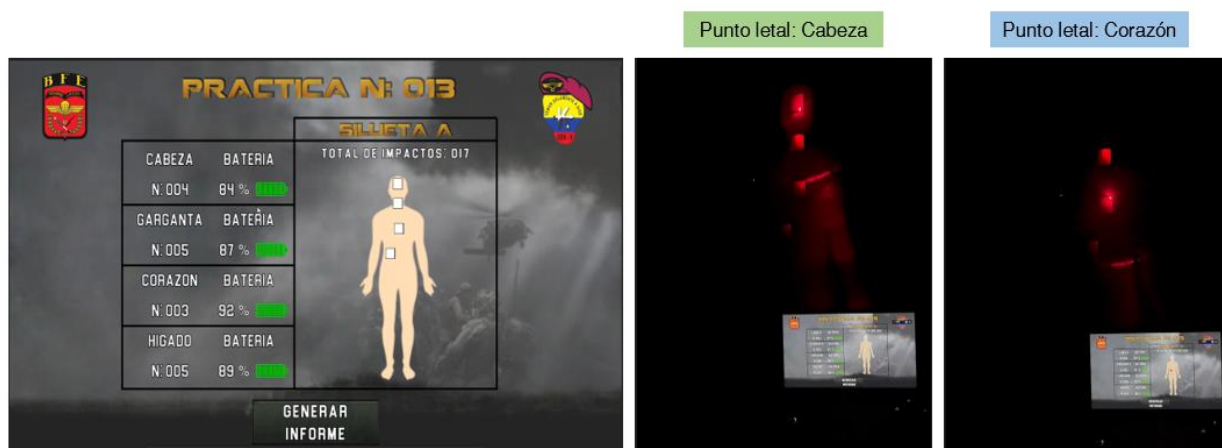 Punto letal: Cabeza
Punto letal: Corazón
BFE
PRACTICA N: 013
SILUETA A
TOTAL DE IMPACTOS: 017
CABEZA BATERIA
N: 004 84 %
GARGANTA BATERIA
N: 005 87 %
CORAZON BATERIA
N: 003 92 %
HIGADO BATERIA
N: 005 89 %
GENERAR
INFORME